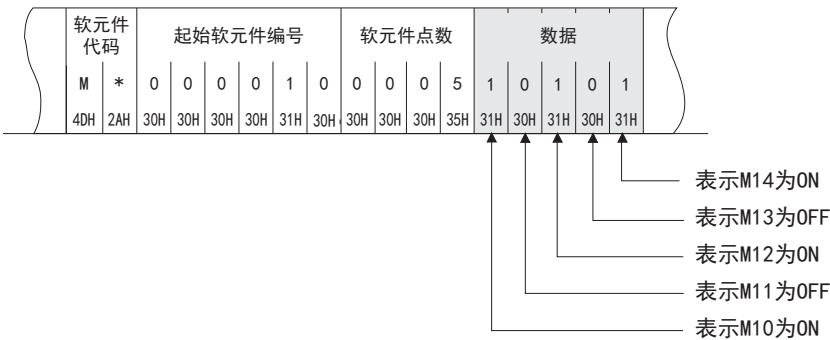 软元件
代码
起始软元件编号
软元件点数
数据
M * 0 0 0 0 1 0 0 0 0 5 1 0 1 0 1
4DH 2AH 30H 30H 30H 30H 31H 30H 30H 30H 30H 35H 31H 30H 31H 30H 31H
表示M14为ON
表示M13为OFF
表示M12为ON
表示M11为OFF
表示M10为ON